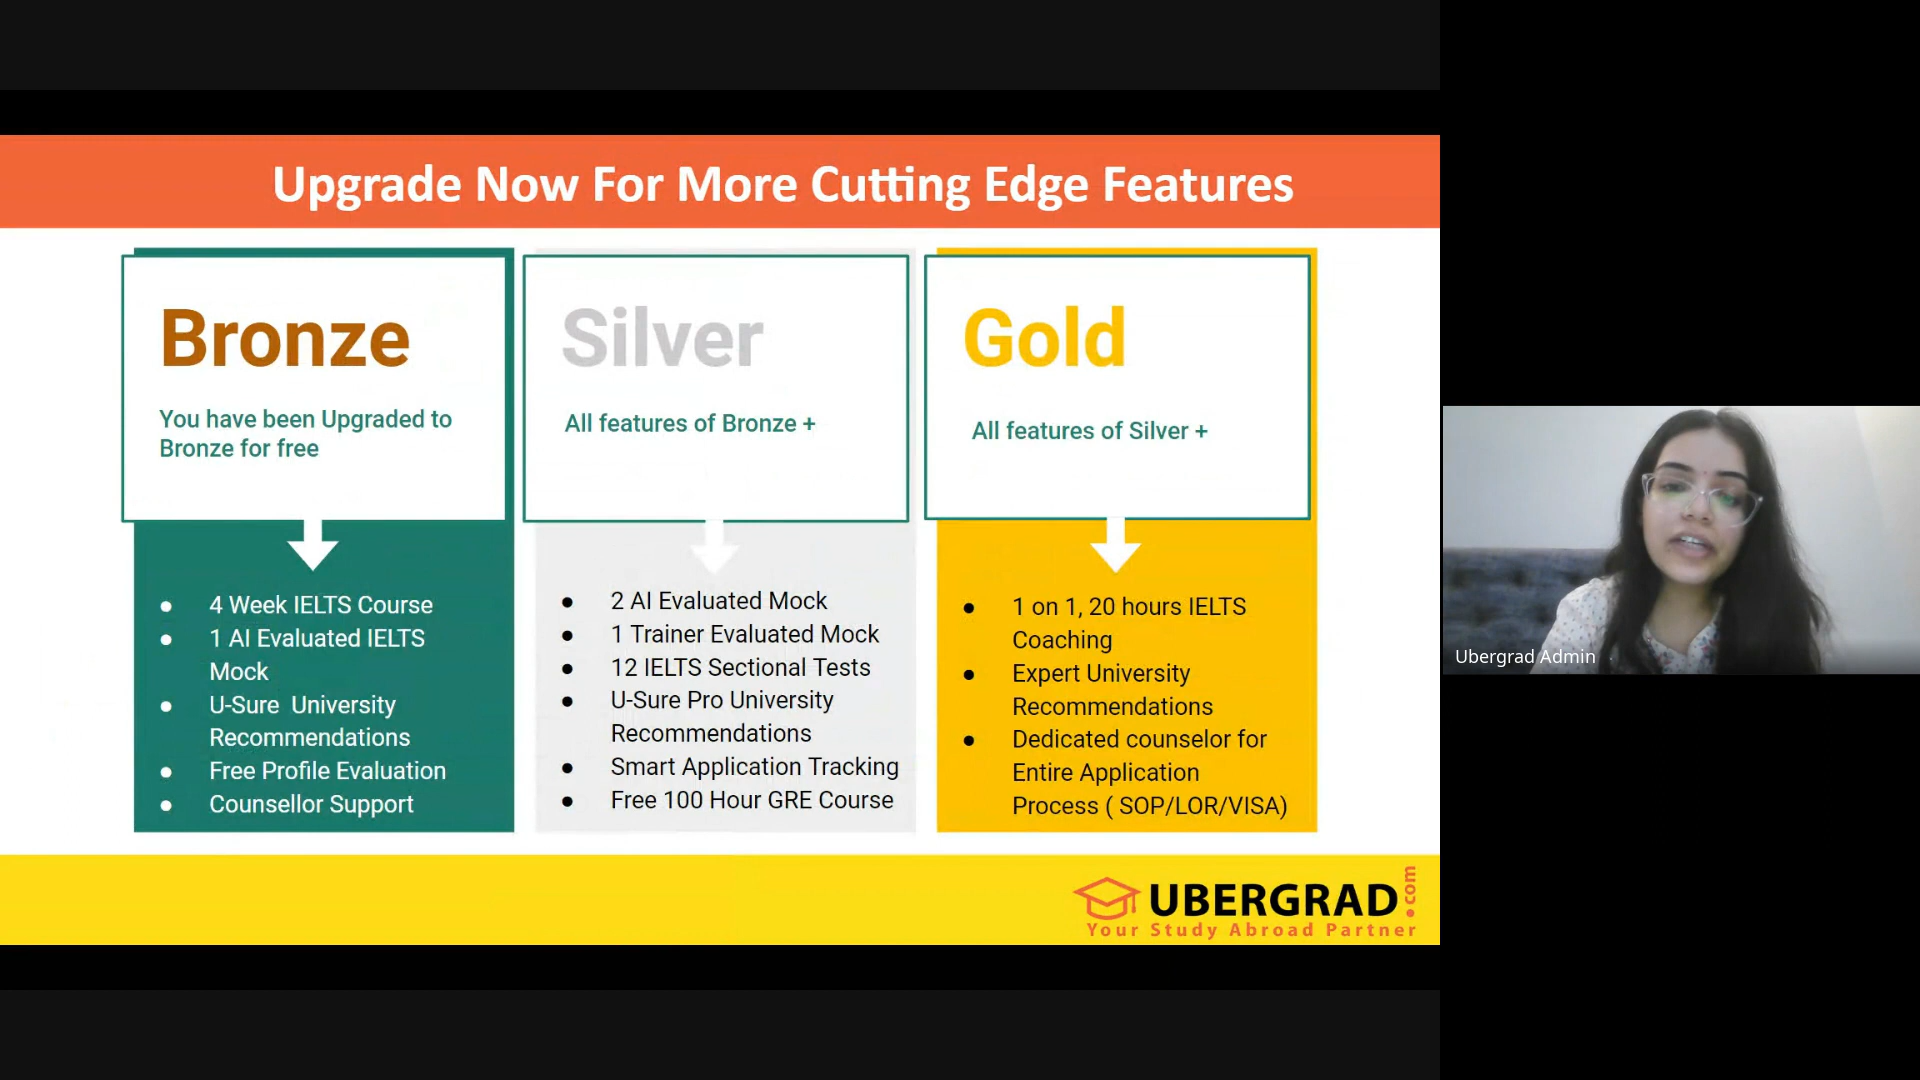 Upgrade Now For More Cutting Edge Features
Bronze
You have been Upgraded to
Bronze for free
● 4 Week IELTS Course
● 1 AI Evaluated IELTS
Mock
● U-Sure University
Recommendations
● Free Profile Evaluation
● Counsellor Support
Silver
All features of Bronze +
● 2 AI Evaluated Mock
● 1 Trainer Evaluated Mock
● 12 IELTS Sectional Tests
● U-Sure Pro University
Recommendations
● Smart Application Tracking
● Free 100 Hour GRE Course
Gold
All features of Silver +
● 1 on 1, 20 hours IELTS
Coaching
● Expert University
Recommendations
● Dedicated counselor for
Entire Application
Process ( SOP/LOR/VISA)
UBERGRAD.com
Your Study Abroad Partner
Ubergrad Admin